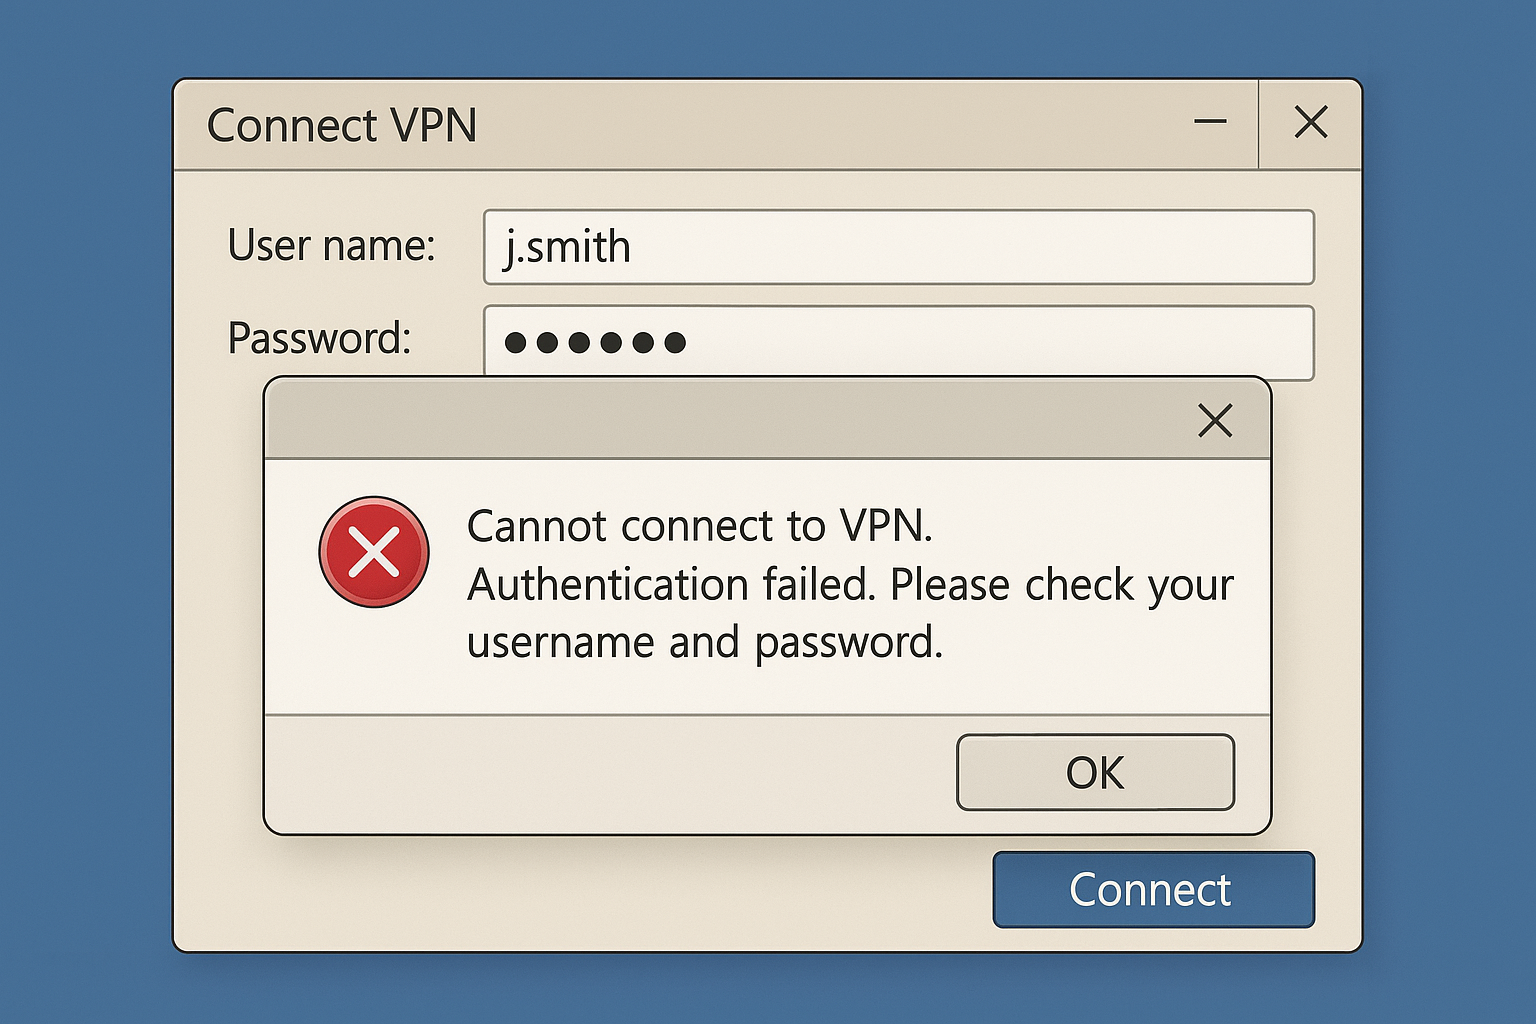 Connect VPN
User name:
j.smith
Password:
●●●●●●
Cannot connect to VPN.
Authentication failed. Please check your
username and password.
OK
Connect